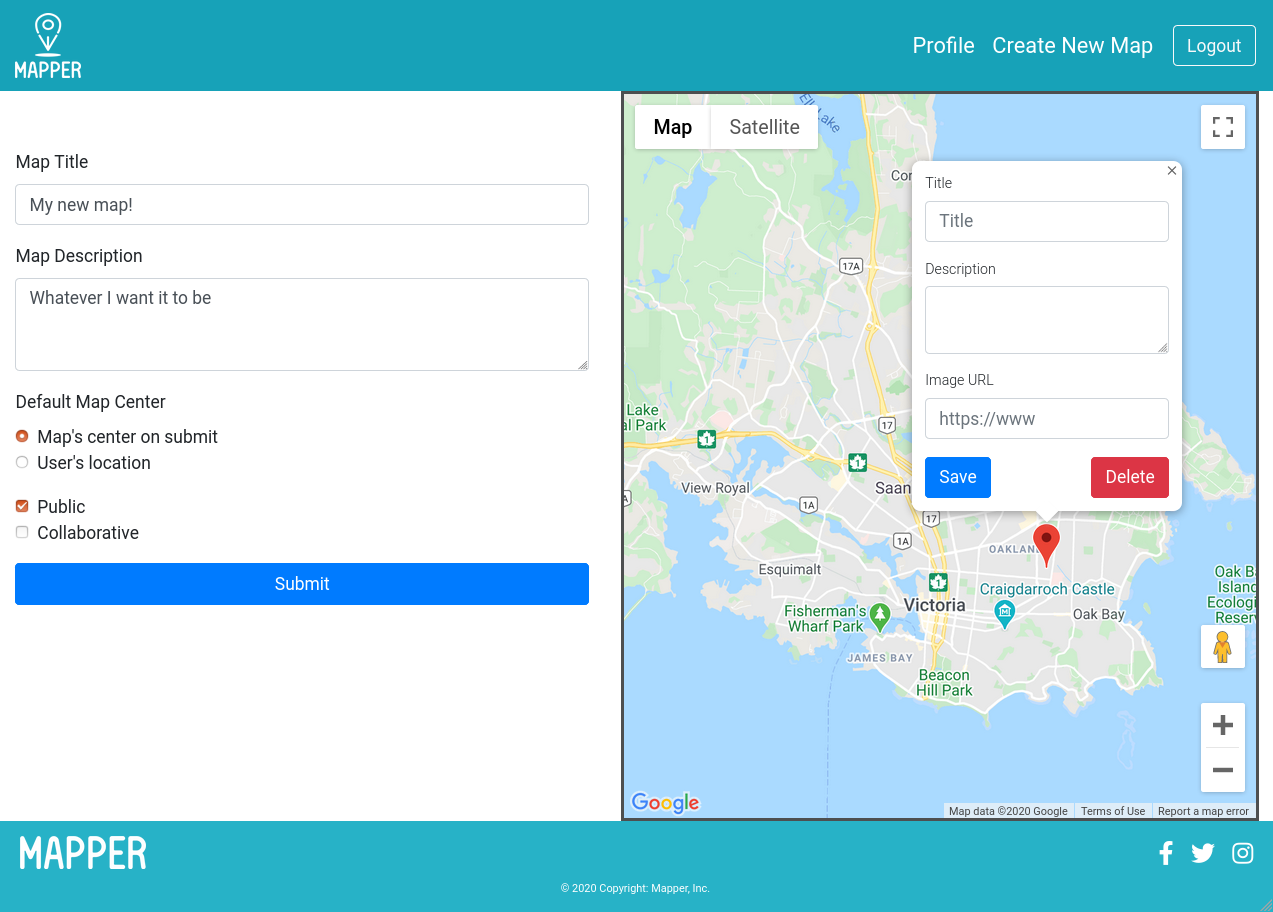 MAPPER
Profile
Create New Map
Logout
Map Title
My new map!
Map Description
Whatever I want it to be
Default Map Center
Map's center on submit
User's location
Public
Collaborative
Submit
Map
Satellite
Elk Lake
17A
Lake
al Park
1
17
1
View Royal
Saan
1A
A
17
1A
OAKLAN
Esquimalt
1
Craigdarroch Castle
Fisherman's
Wharf Park
Victoria
Oak Bay
JAMES BAY
Beacon
Hill Park
Oak B
Island
Ecologi
Reserv
Cor
Title
Title
Description
Image URL
https://www
Save
Delete
Google
Map data ©2020 Google
Terms of Use
Report a map error
MAPPER
© 2020 Copyright: Mapper, Inc.